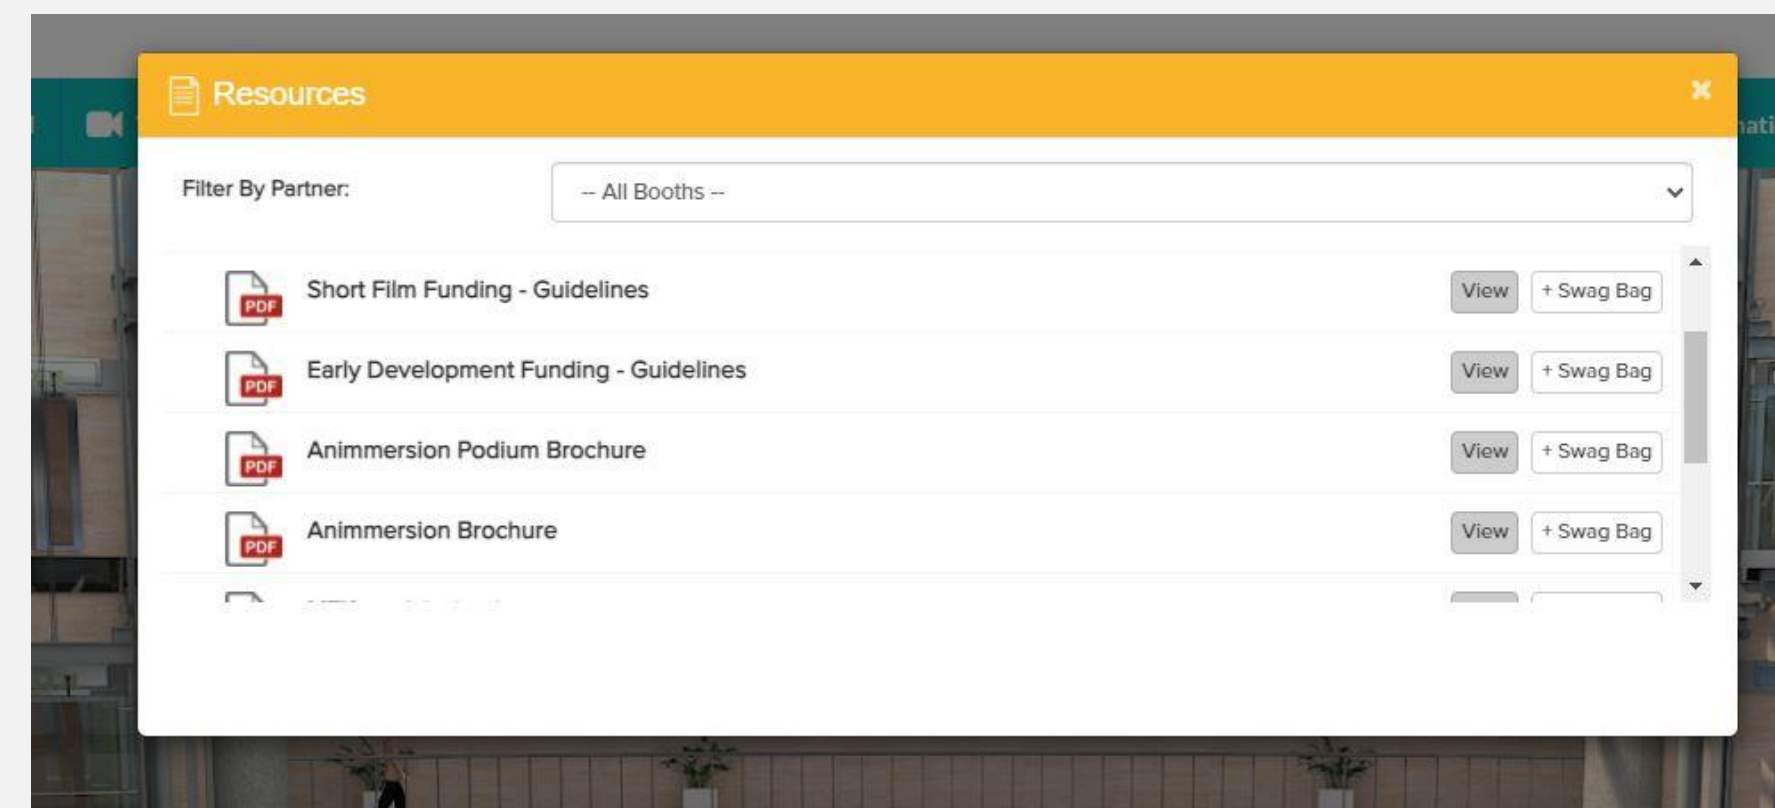 Resources
Filter By Partner:
-- All Booths --
PDF Short Film Funding - Guidelines View + Swag Bag
PDF Early Development Funding - Guidelines View + Swag Bag
PDF Animmersion Podium Brochure View + Swag Bag
PDF Animmersion Brochure View + Swag Bag